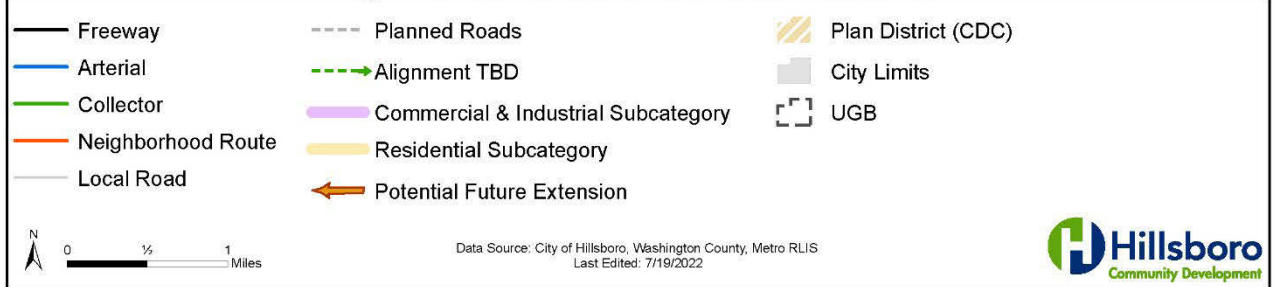 Freeway
Arterial
Collector
Neighborhood Route
Local Road
Planned Roads
Alignment TBD
Commercial & Industrial Subcategory
Residential Subcategory
Potential Future Extension
Plan District (CDC)
City Limits
UGB
N
0 ½ 1
Miles
Data Source: City of Hillsboro, Washington County, Metro RLIS
Last Edited: 7/19/2022
H Hillsboro
Community Development